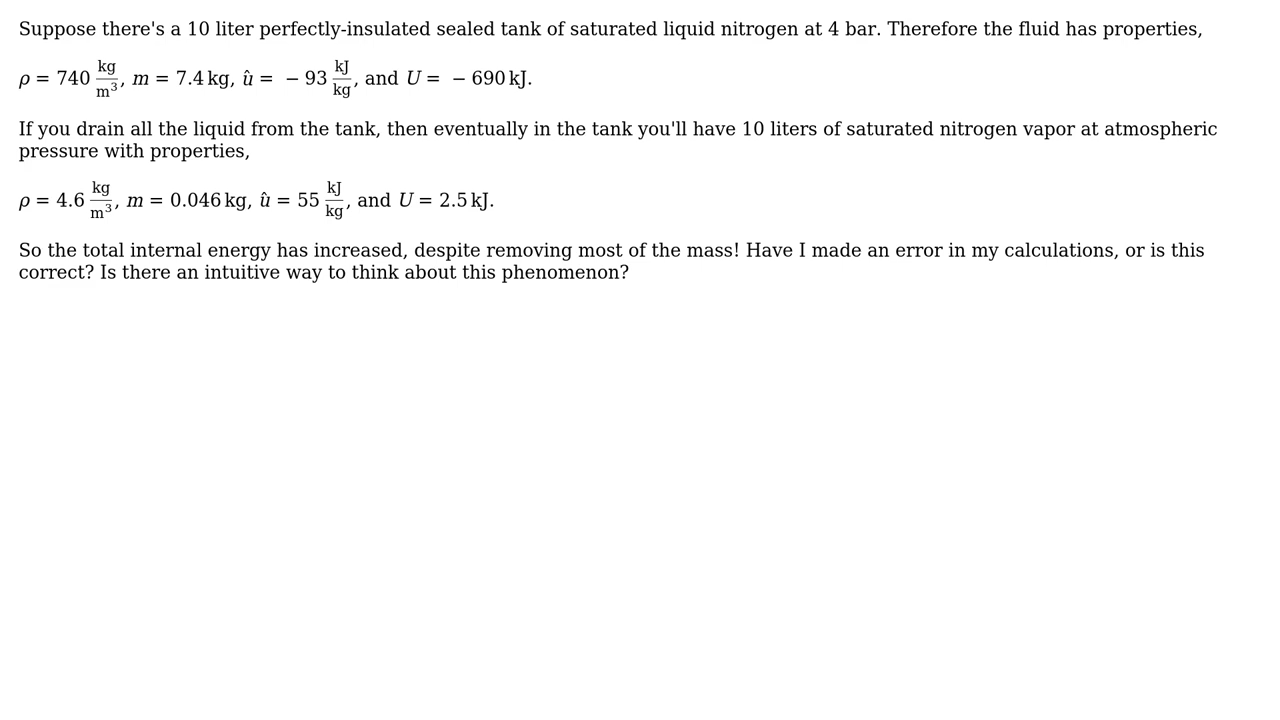 Suppose there's a 10 liter perfectly-insulated sealed tank of saturated liquid nitrogen at 4 bar. Therefore the fluid has properties,
ρ = 740 kg/m³, m = 7.4 kg, û = − 93 kJ/kg, and U = − 690 kJ.
If you drain all the liquid from the tank, then eventually in the tank you'll have 10 liters of saturated nitrogen vapor at atmospheric
pressure with properties,
ρ = 4.6 kg/m³, m = 0.046 kg, û = 55 kJ/kg, and U = 2.5 kJ.
So the total internal energy has increased, despite removing most of the mass! Have I made an error in my calculations, or is this
correct? Is there an intuitive way to think about this phenomenon?